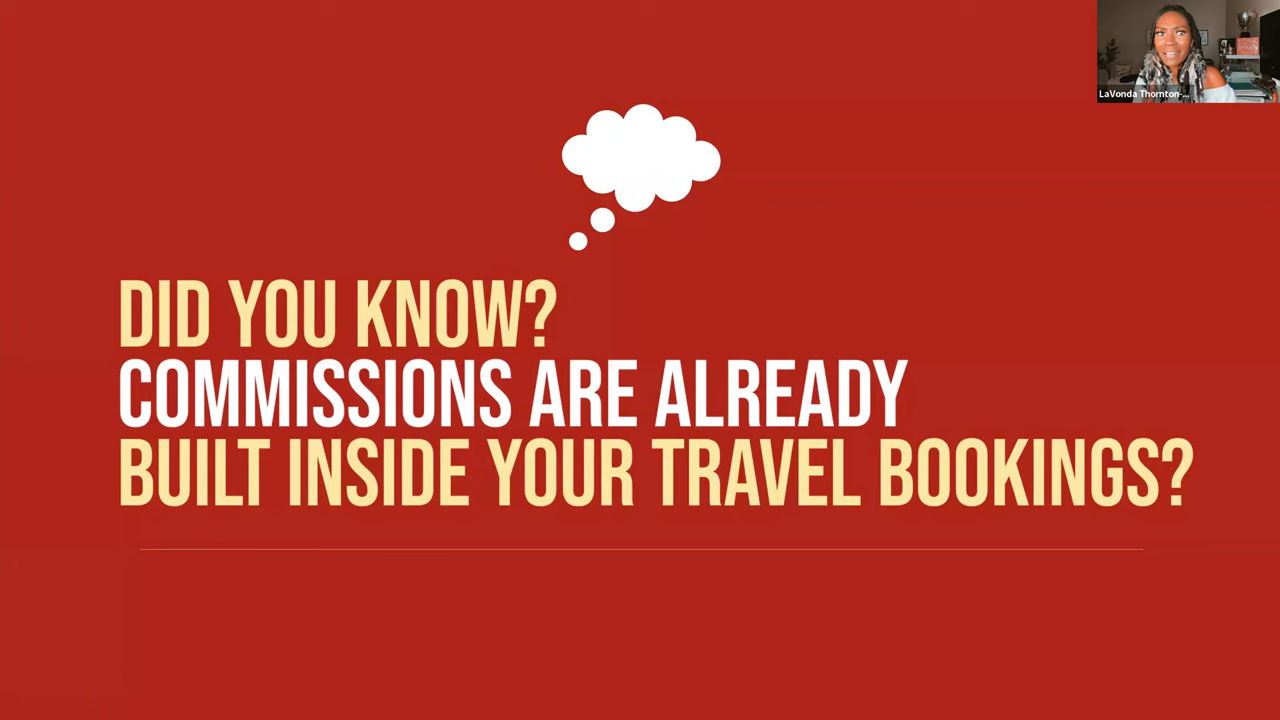 LaVonda Thornton-...
DID YOU KNOW?
COMMISSIONS ARE ALREADY
BUILT INSIDE YOUR TRAVEL BOOKINGS?